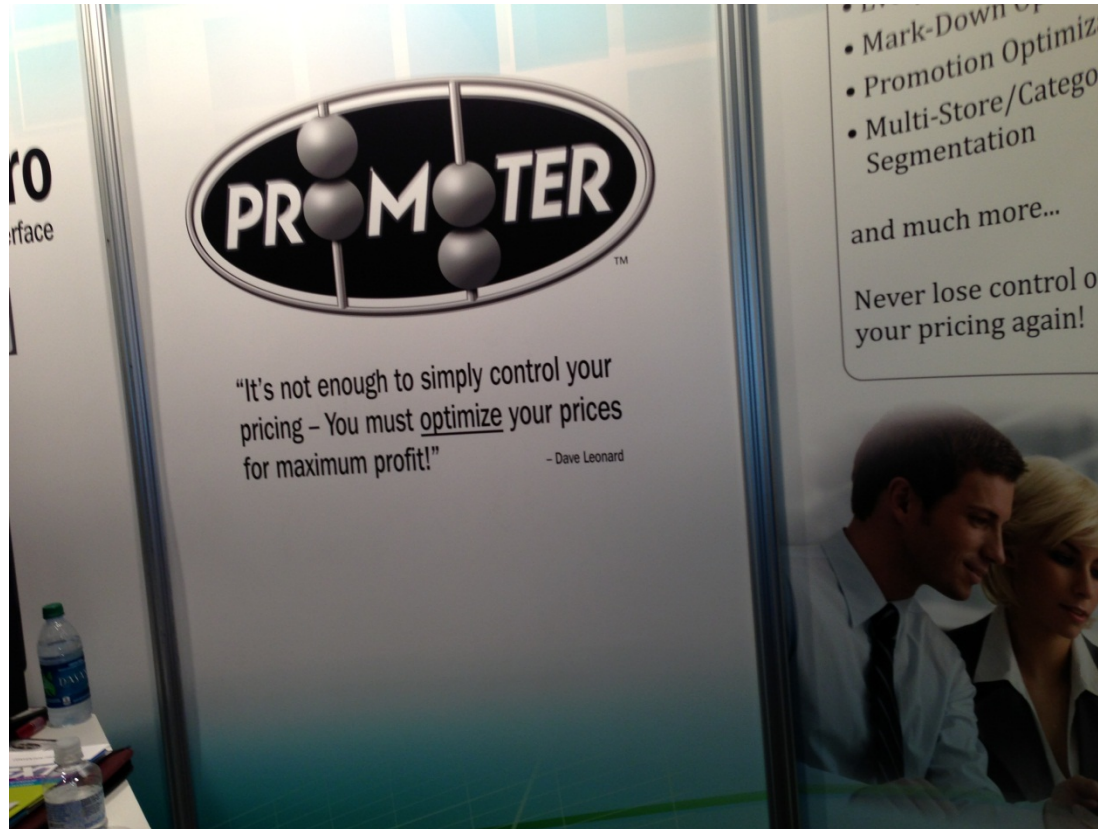 ro
rface
PROMOTER
TM
“It’s not enough to simply control your
pricing – You must optimize your prices
for maximum profit!”
– Dave Leonard
• Mark-Down Op
• Promotion Optimiz
• Multi-Store/Catego
Segmentation
and much more...
Never lose control o
your pricing again!
DASA